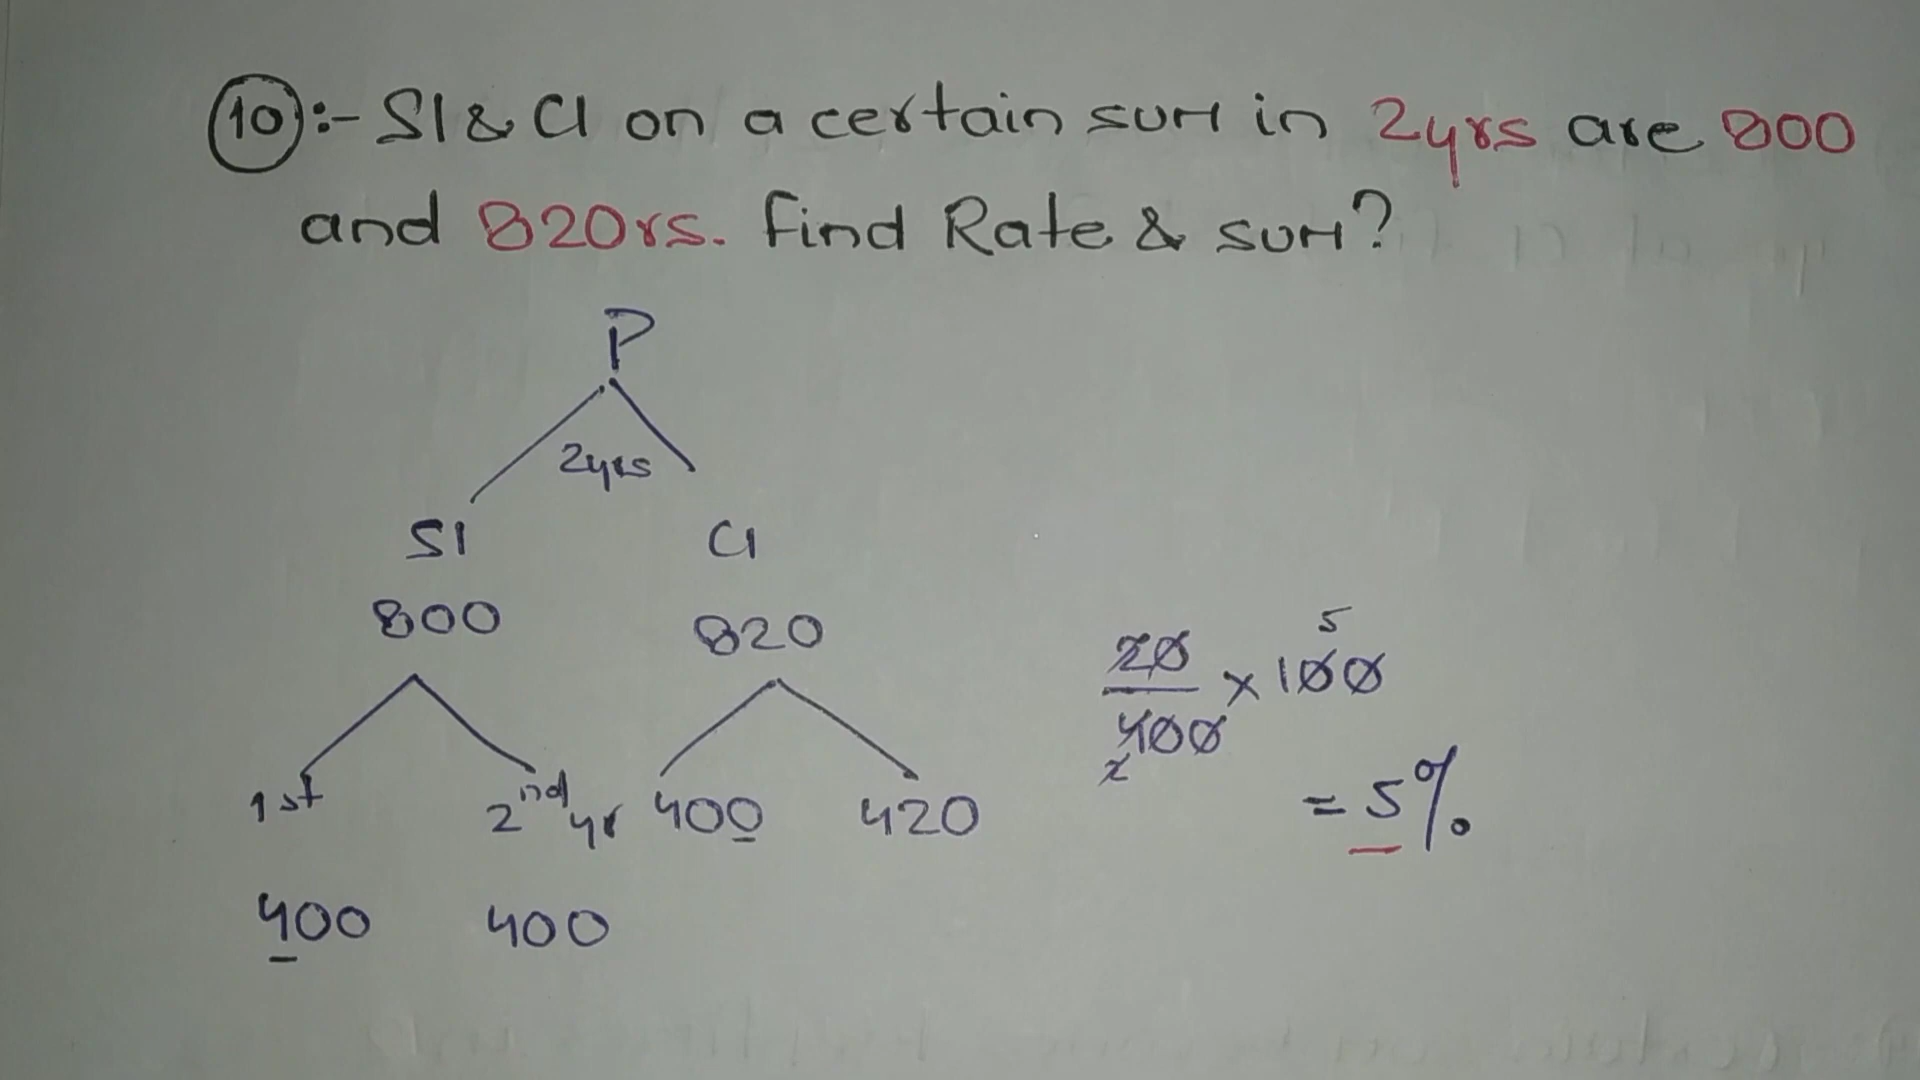 10:- SI & CI on a certain sum in 2yrs are 800
and 820rs. Find Rate & sum?
P
2yrs
SI CI
800 820
1st 2nd yr 400 420
400 400
20/400 × 100
5
2
= 5%.